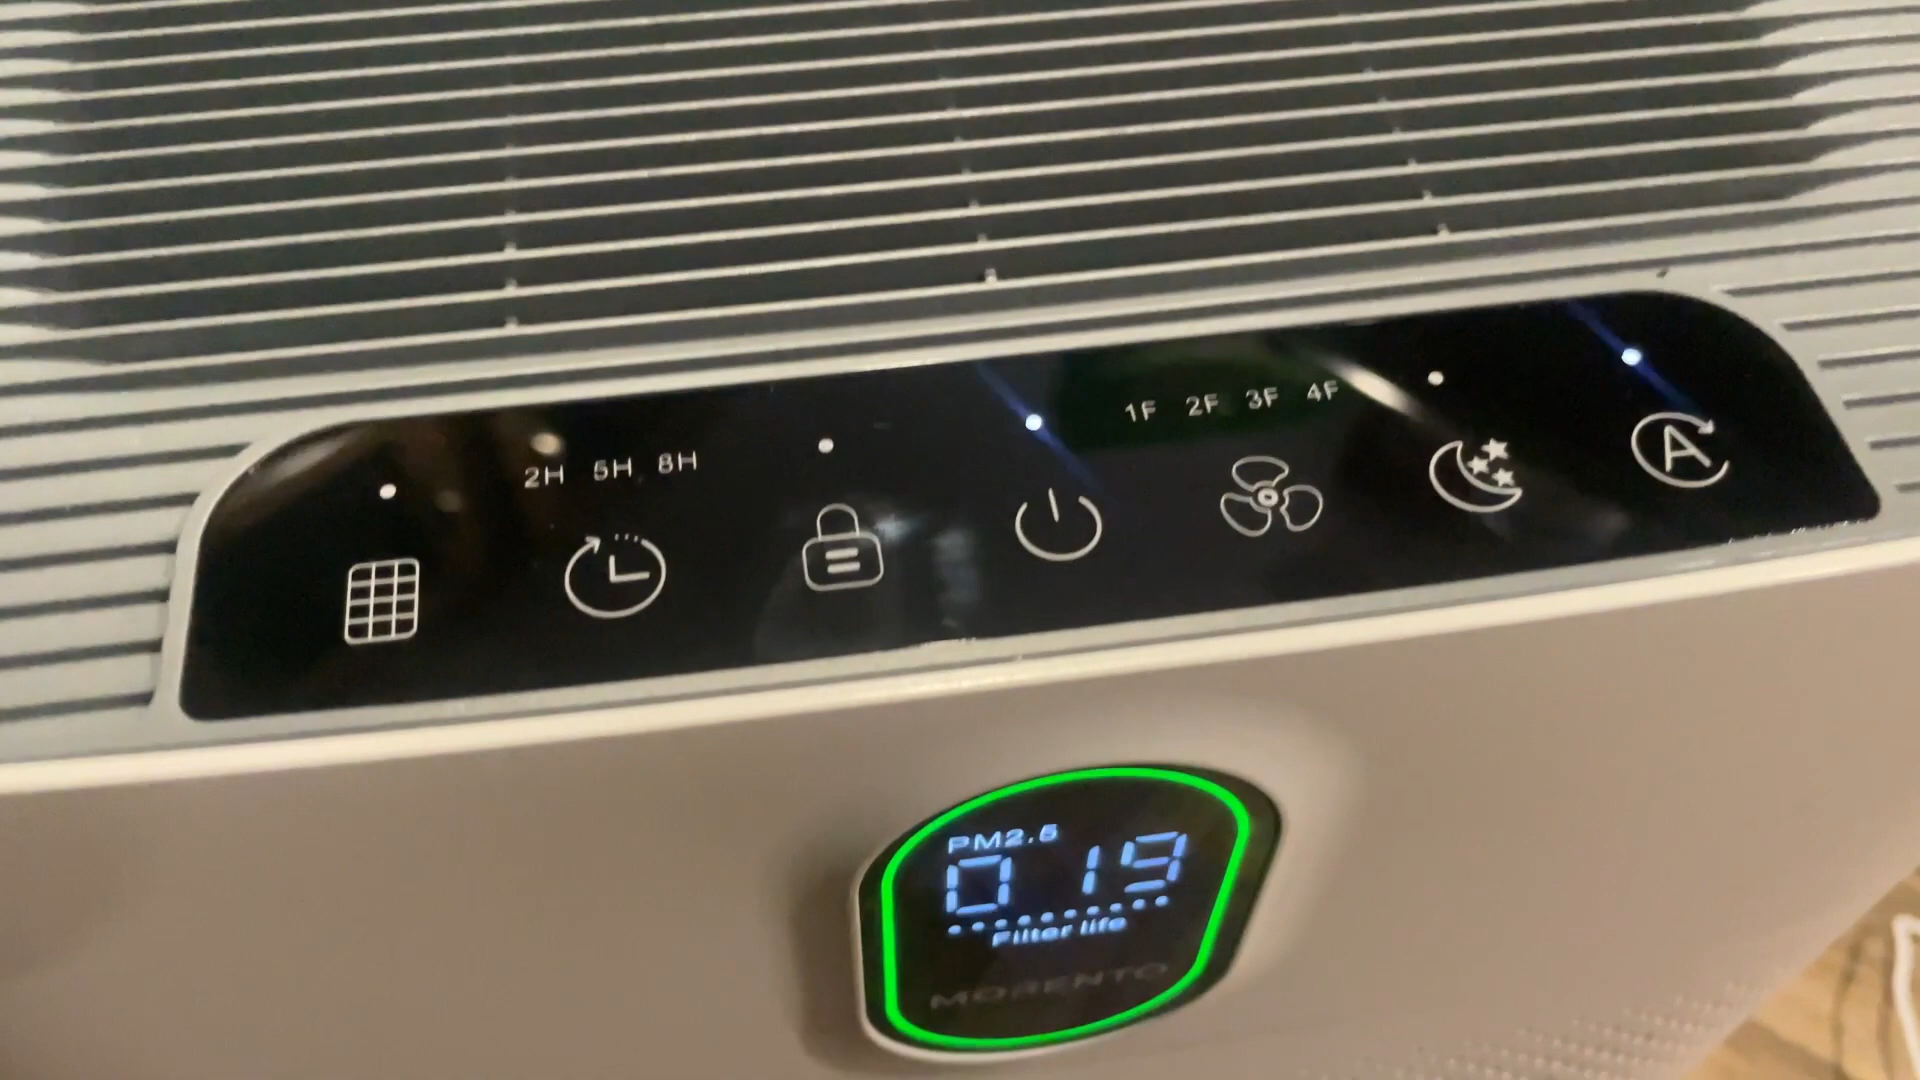 2H 5H 8H
1F 2F 3F 4F
A
PM2.5
019
Filter life
MORENTO